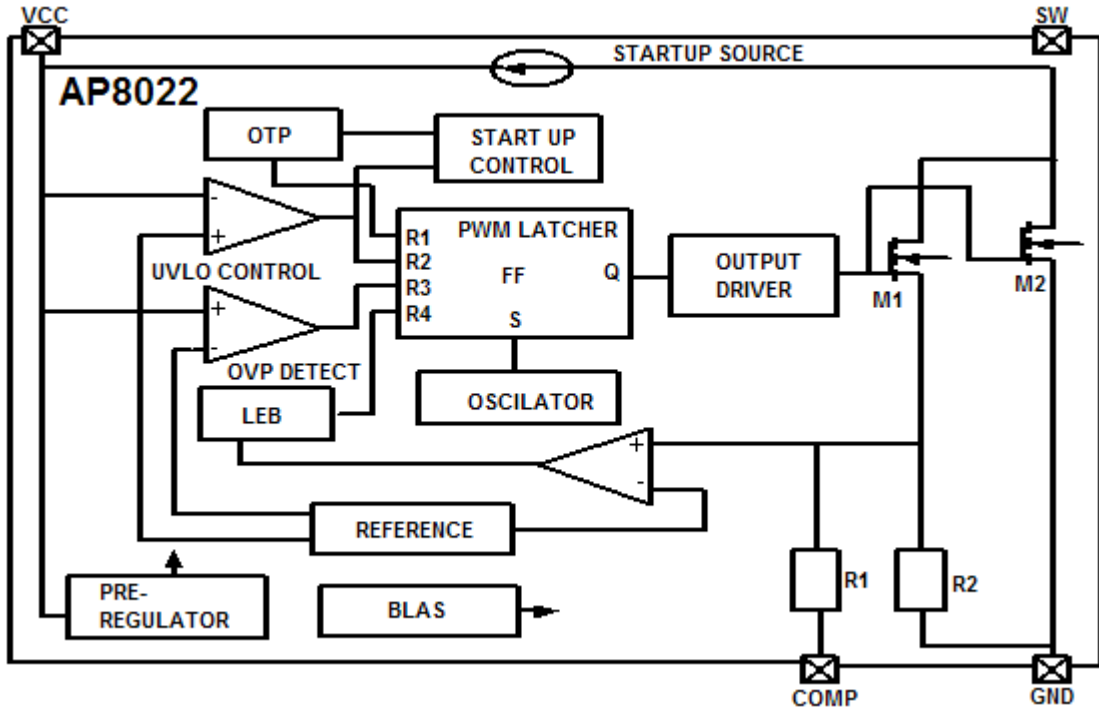 VCC
SW
STARTUP SOURCE
AP8022
OTP
START UP
CONTROL
-
+
UVLO CONTROL
PWM LATCHER
R1
R2
R3
R4
FF
Q
S
OUTPUT
DRIVER
M1
M2
+
-
OVP DETECT
OSCILATOR
LEB
+
-
REFERENCE
PRE-
REGULATOR
BLAS
R1
R2
COMP
GND